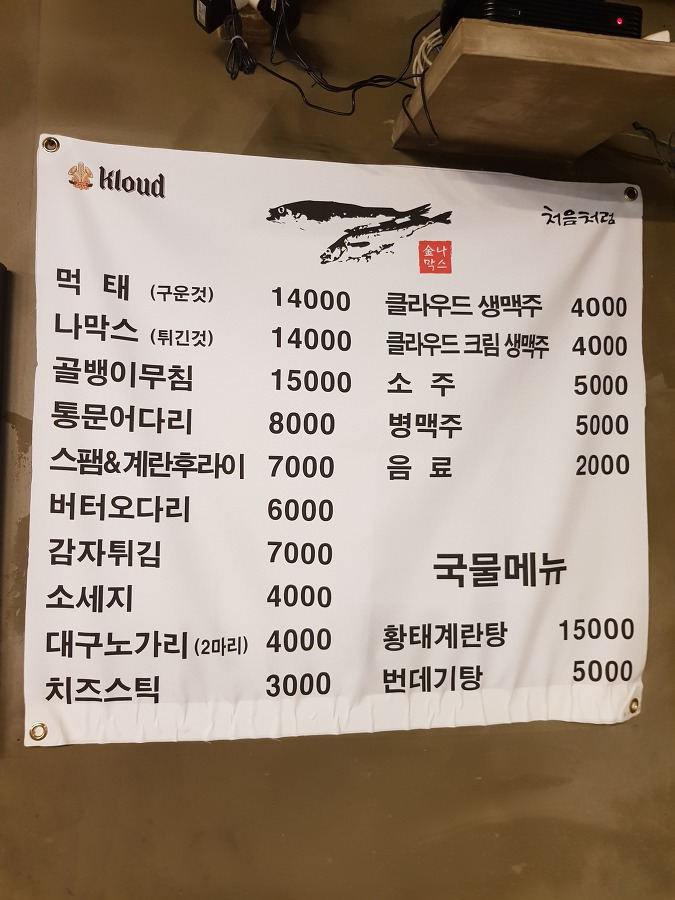 Kloud
처음처럼
金나
막스
먹 태 (구운것) 14000
나막스 (튀긴것) 14000
골뱅이무침 15000
통문어다리 8000
스팸&계란후라이 7000
버터오다리 6000
감자튀김 7000
소세지 4000
대구노가리 (2마리) 4000
치즈스틱 3000
클라우드 생맥주 4000
클라우드 크림 생맥주 4000
소 주 5000
병맥주 5000
음 료 2000
국물메뉴
황태계란탕 15000
번데기탕 5000